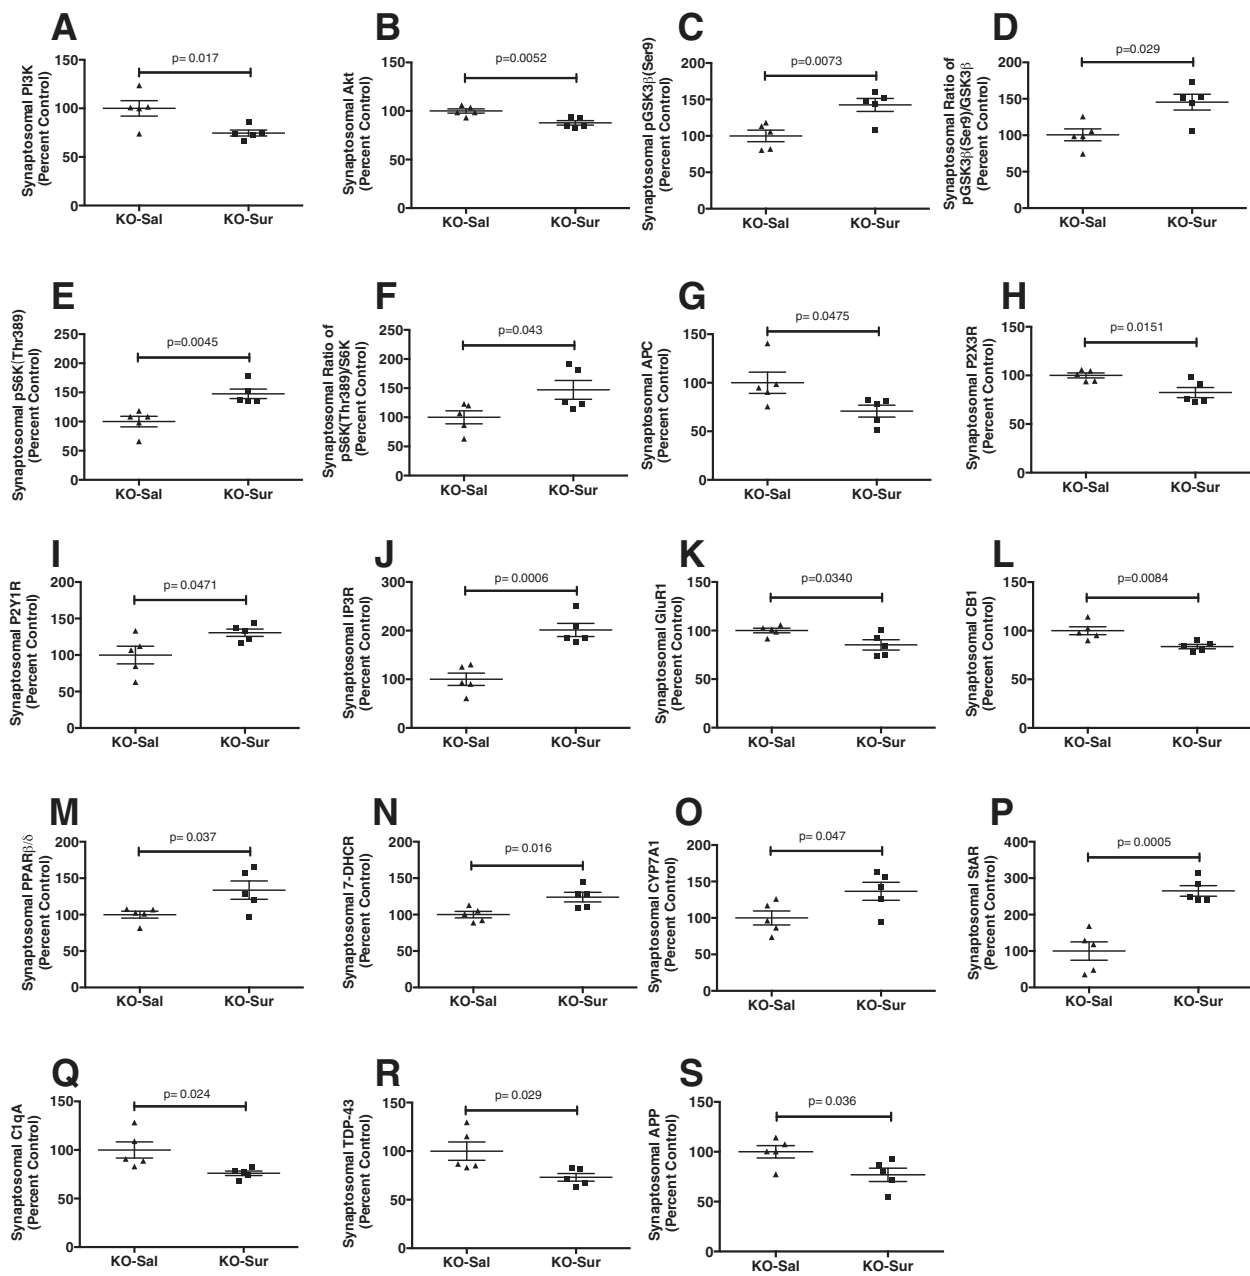 A
Synaptosomal PI3K
(Percent Control)
150
100
50
0
p= 0.017
KO-Sal
KO-Sur
B
Synaptosomal Akt
(Percent Control)
150
100
50
0
p=0.0052
KO-Sal
KO-Sur
C
Synaptosomal pGSK3β(Ser9)
(Percent Control)
200
150
100
50
0
p=0.0073
KO-Sal
KO-Sur
D
Synaptosomal Ratio of
pGSK3β(Ser9)/GSK3β
(Percent Control)
200
150
100
50
0
p=0.029
KO-Sal
KO-Sur
E
Synaptosomal pS6K(Thr389)
(Percent Control)
250
200
150
100
50
0
p=0.0045
KO-Sal
KO-Sur
F
Synaptosomal Ratio of
pS6K(Thr389)/S6K
(Percent Control)
250
200
150
100
50
0
p=0.043
KO-Sal
KO-Sur
G
Synaptosomal APC
(Percent Control)
150
100
50
0
p= 0.0475
KO-Sal
KO-Sur
H
Synaptosomal P2X3R
(Percent Control)
150
100
50
0
p= 0.0151
KO-Sal
KO-Sur
I
Synaptosomal P2Y1R
(Percent Control)
200
150
100
50
0
p= 0.0471
KO-Sal
KO-Sur
J
Synaptosomal IP3R
(Percent Control)
300
200
100
0
p= 0.0006
KO-Sal
KO-Sur
K
Synaptosomal GluR1
(Percent Control)
150
100
50
0
p=0.0340
KO-Sal
KO-Sur
L
Synaptosomal CB1
(Percent Control)
150
100
50
0
p=0.0084
KO-Sal
KO-Sur
M
Synaptosomal PPARβ/δ
(Percent Control)
200
150
100
50
0
p= 0.037
KO-Sal
KO-Sur
N
Synaptosomal 7-DHCR
(Percent Control)
200
150
100
50
0
p= 0.016
KO-Sal
KO-Sur
O
Synaptosomal CYP7A1
(Percent Control)
200
150
100
50
0
p= 0.047
KO-Sal
KO-Sur
P
Synaptosomal StAR
(Percent Control)
400
300
200
100
0
p= 0.0005
KO-Sal
KO-Sur
Q
Synaptosomal C1qA
(Percent Control)
150
100
50
0
p= 0.024
KO-Sal
KO-Sur
R
Synaptosomal TDP-43
(Percent Control)
150
100
50
0
p= 0.029
KO-Sal
KO-Sur
S
Synaptosomal APP
(Percent Control)
150
100
50
0
p= 0.036
KO-Sal
KO-Sur